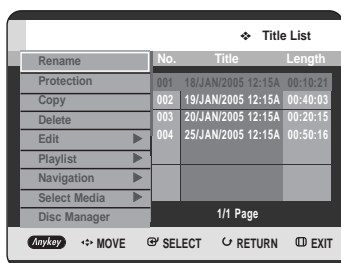 ❖ Title List
No. Title Length
Rename
Protection
Copy
Delete
Edit ▶
Playlist ▶
Navigation ▶
Select Media ▶
Disc Manager
001 18/JAN/2005 12:15A 00:10:21
002 19/JAN/2005 12:15A 00:40:03
003 20/JAN/2005 12:15A 00:20:15
004 25/JAN/2005 12:15A 00:50:16
1/1 Page
Anykey MOVE SELECT RETURN EXIT